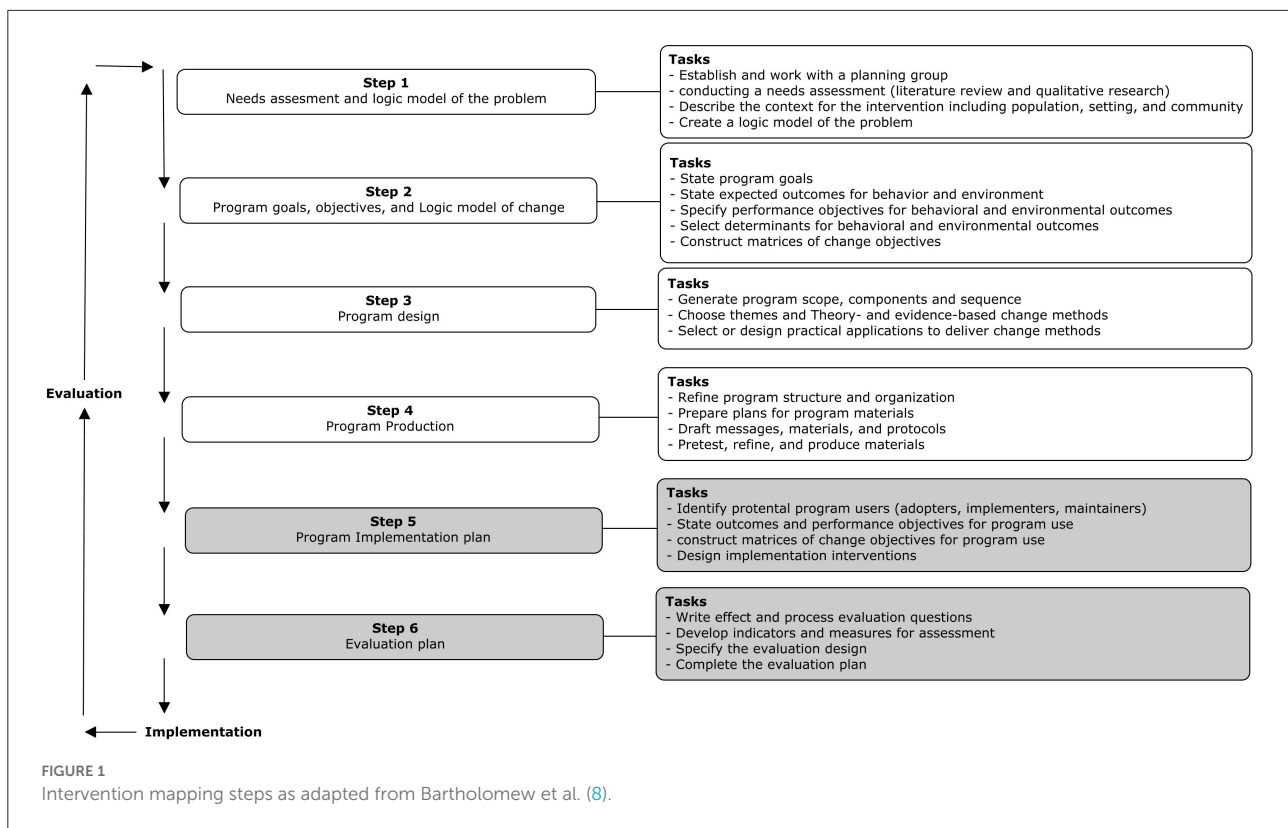 Step 1
Needs assesment and logic model of the problem
Tasks
- Establish and work with a planning group
- conducting a needs assessment (literature review and qualitative research)
- Describe the context for the intervention including population, setting, and community
- Create a logic model of the problem
Step 2
Program goals, objectives, and Logic model of change
Tasks
- State program goals
- State expected outcomes for behavior and environment
- Specify performance objectives for behavioral and environmental outcomes
- Select determinants for behavioral and environmental outcomes
- Construct matrices of change objectives
Step 3
Program design
Tasks
- Generate program scope, components and sequence
- Choose themes and Theory- and evidence-based change methods
- Select or design practical applications to deliver change methods
Evaluation
Step 4
Program Production
Tasks
- Refine program structure and organization
- Prepare plans for program materials
- Draft messages, materials, and protocols
- Pretest, refine, and produce materials
Step 5
Program Implementation plan
Tasks
- Identify protental program users (adopters, implementers, maintainers)
- State outcomes and performance objectives for program use
- construct matrices of change objectives for program use
- Design implementation interventions
Step 6
Evaluation plan
Tasks
- Write effect and process evaluation questions
- Develop indicators and measures for assessment
- Specify the evaluation design
- Complete the evaluation plan
Implementation
FIGURE 1
Intervention mapping steps as adapted from Bartholomew et al. (8).